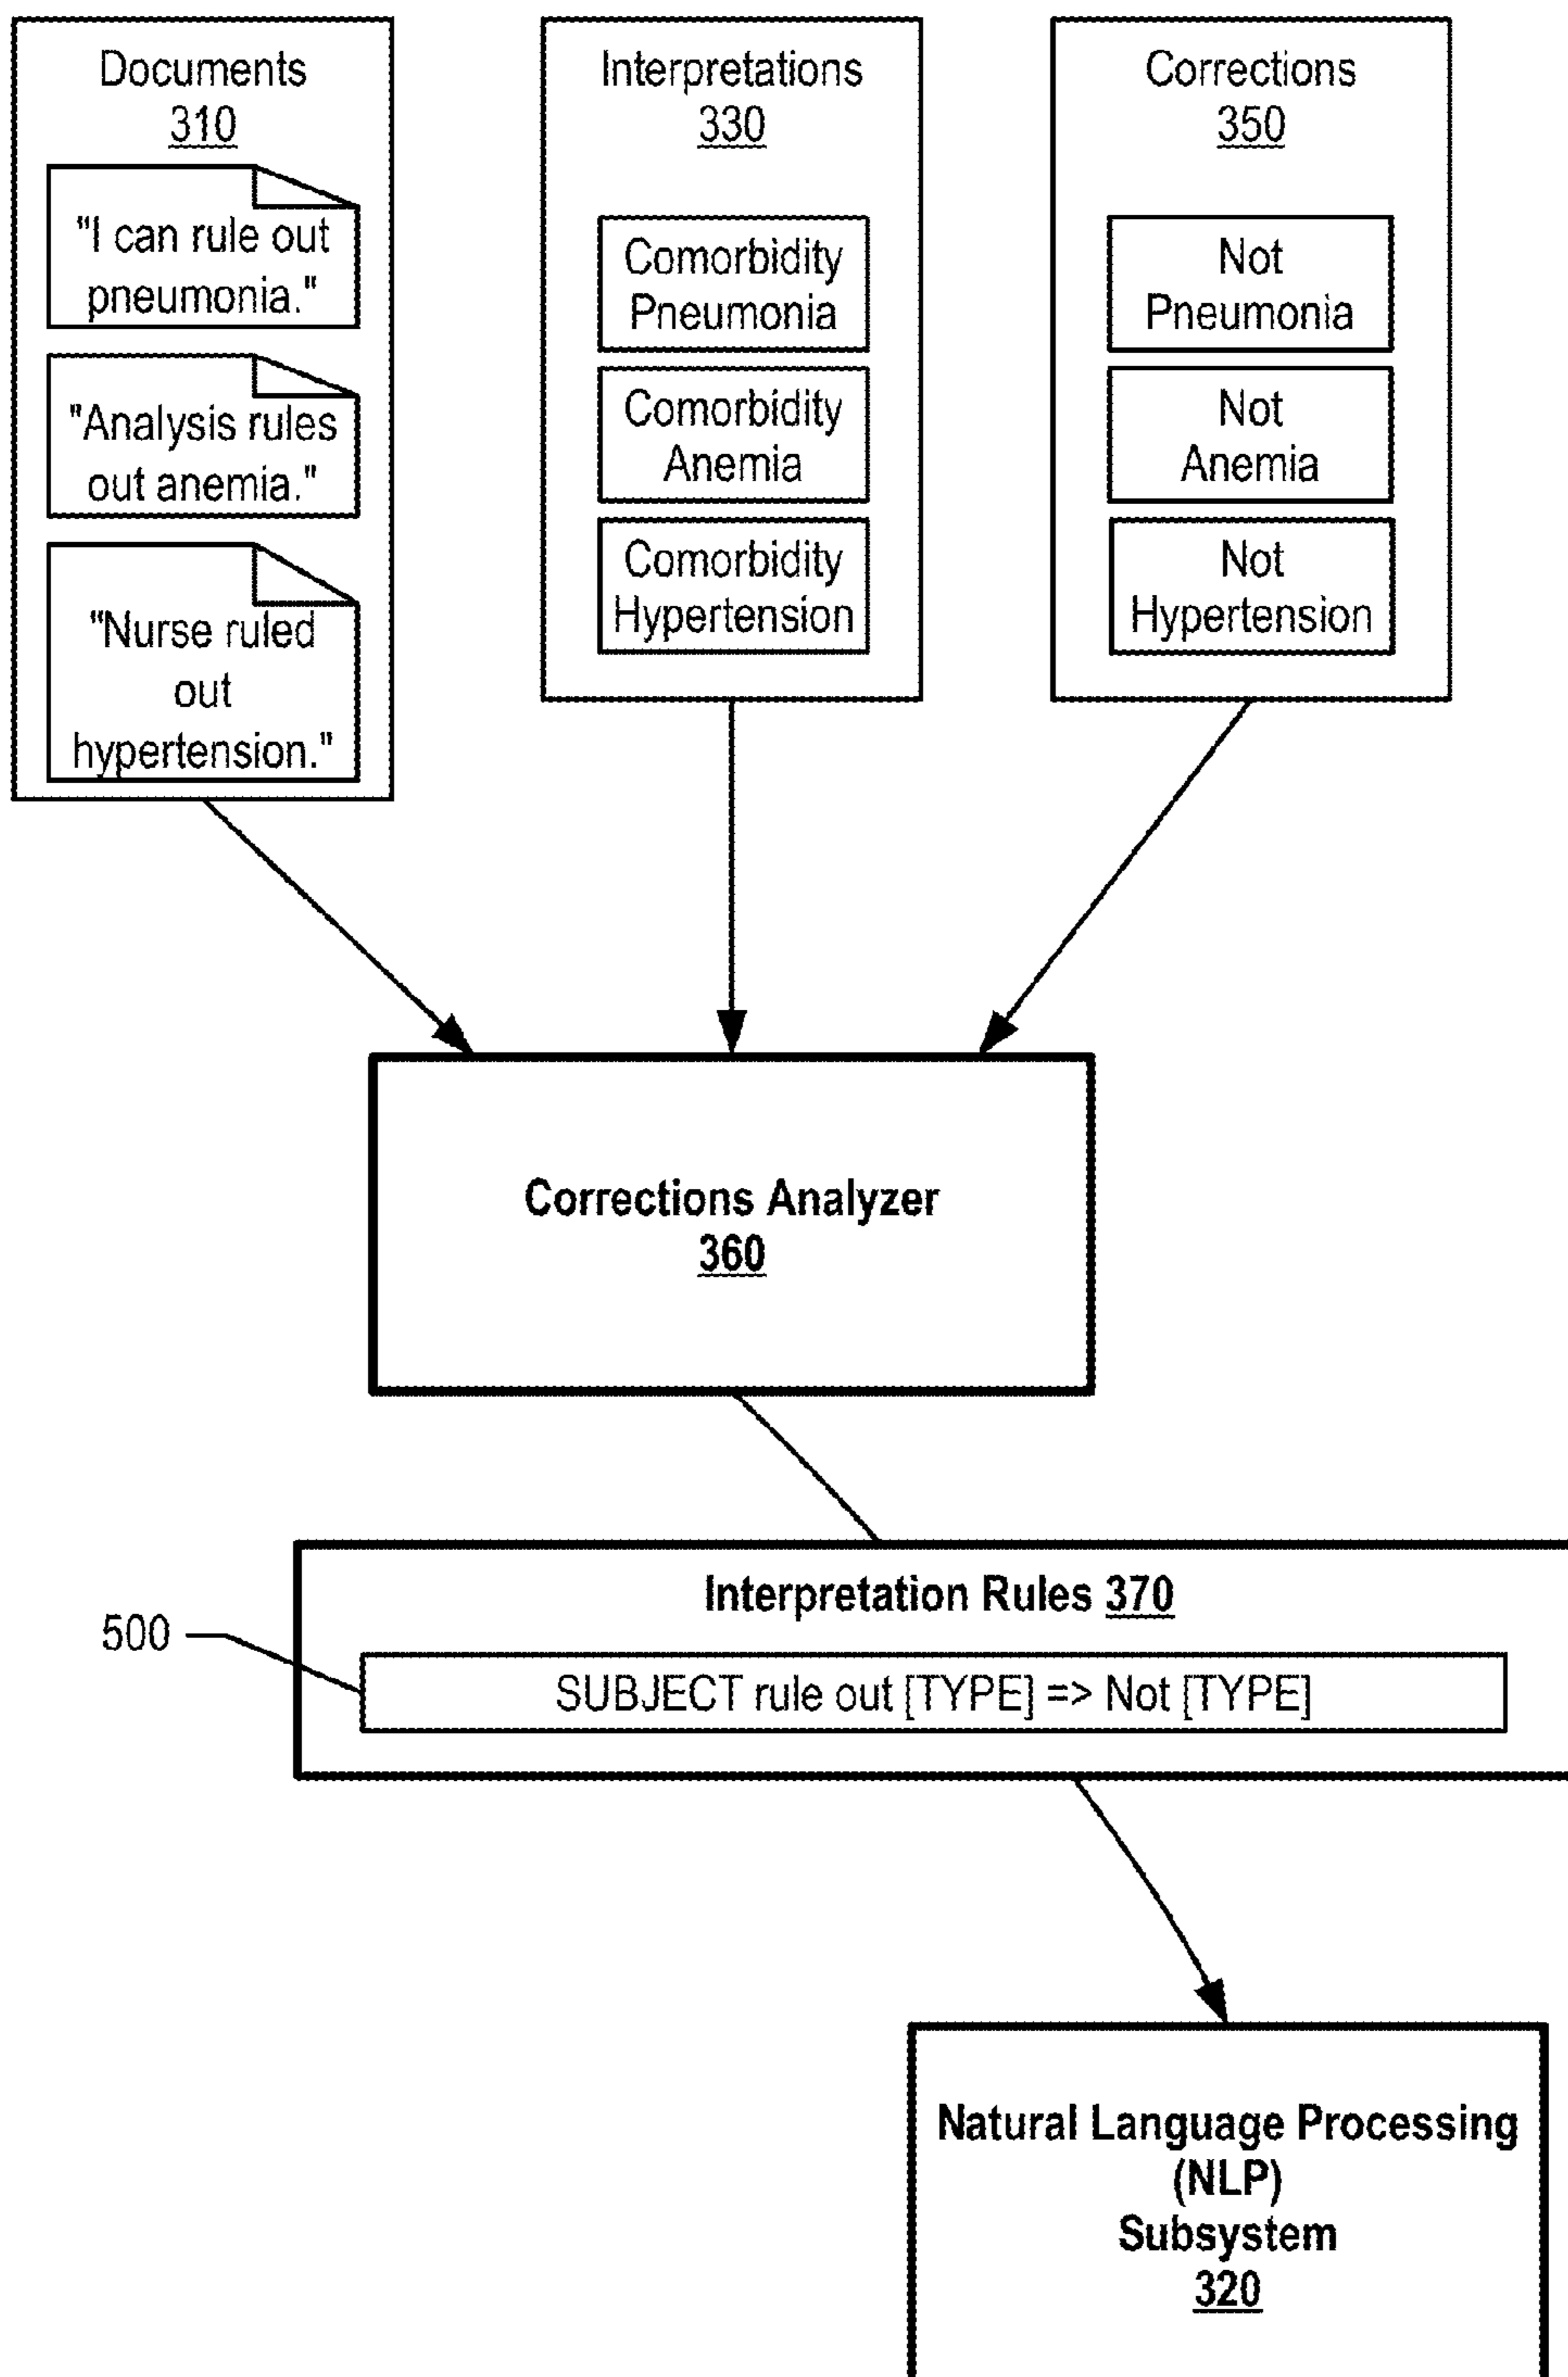 Documents
310
"I can rule out
pneumonia."
"Analysis rules
out anemia."
"Nurse ruled
out
hypertension."
Interpretations
330
Comorbidity
Pneumonia
Comorbidity
Anemia
Comorbidity
Hypertension
Corrections
350
Not
Pneumonia
Not
Anemia
Not
Hypertension
Corrections Analyzer
360
Interpretation Rules 370
500
SUBJECT rule out [TYPE] => Not [TYPE]
Natural Language Processing
(NLP)
Subsystem
320